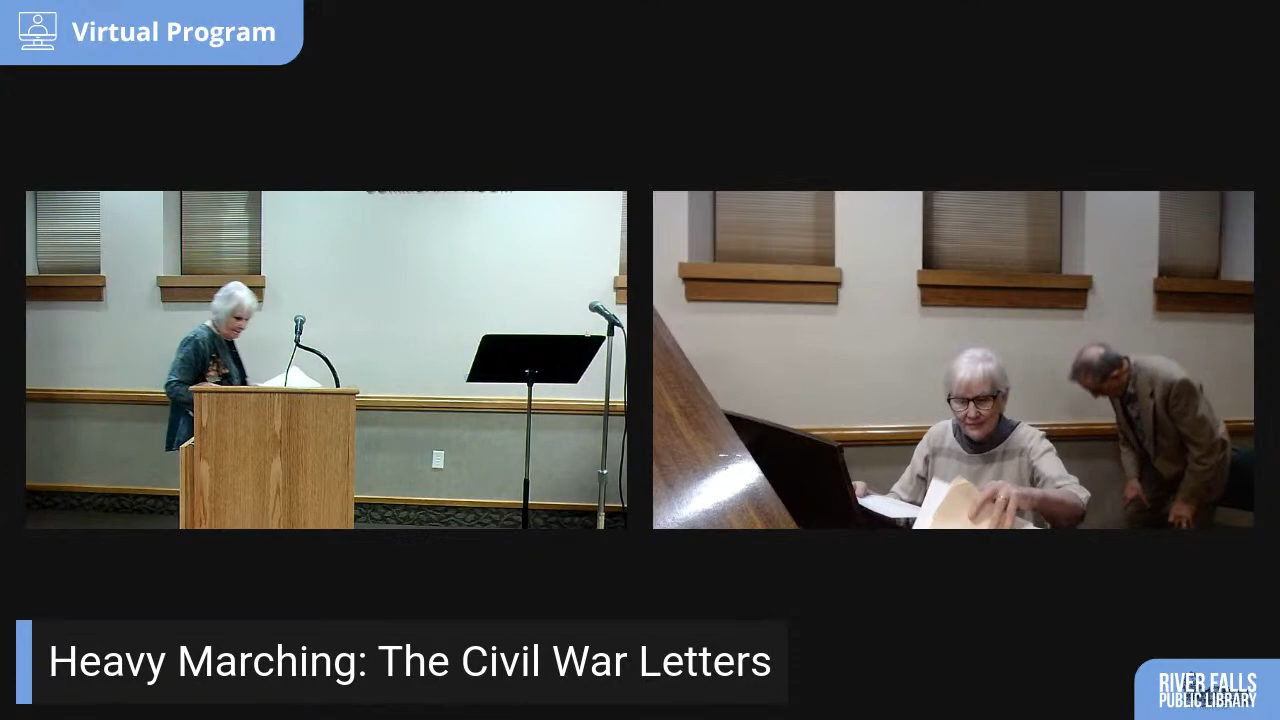 Virtual Program
Heavy Marching: The Civil War Letters
RIVER FALLS
PUBLIC LIBRARY